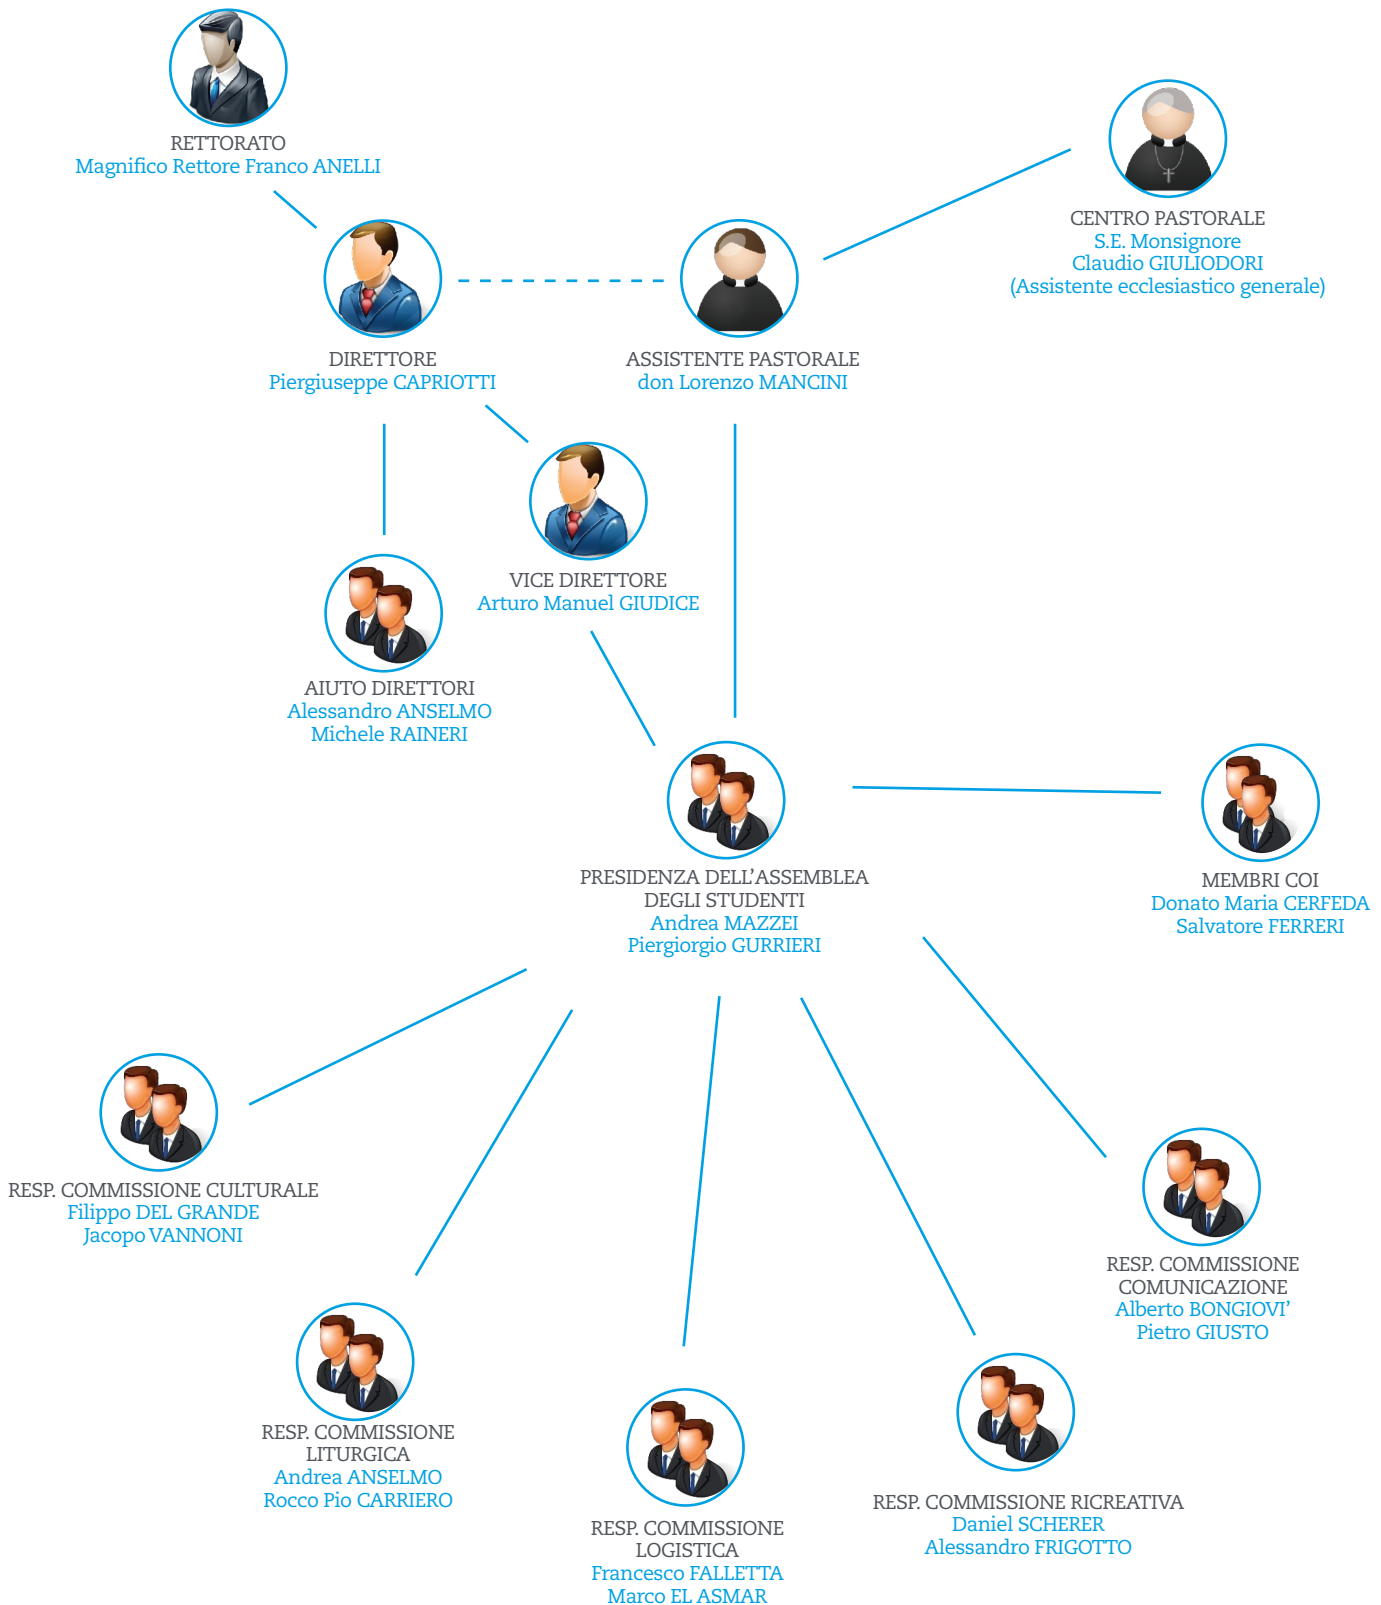 RETTORATO
Magnifico Rettore Franco ANELLI
CENTRO PASTORALE
S.E. Monsignore
Claudio GIULIODORI
(Assistente ecclesiastico generale)
DIRETTORE
Piergiuseppe CAPRIOTTI
ASSISTENTE PASTORALE
don Lorenzo MANCINI
VICE DIRETTORE
Arturo Manuel GIUDICE
AIUTO DIRETTORI
Alessandro ANSELMO
Michele RAINERI
PRESIDENZA DELL'ASSEMBLEA
DEGLI STUDENTI
Andrea MAZZEI
Piergiorgio GURRIERI
MEMBRI COI
Donato Maria CERFEDA
Salvatore FERRERI
RESP. COMMISSIONE CULTURALE
Filippo DEL GRANDE
Jacopo VANNONI
RESP. COMMISSIONE
COMUNICAZIONE
Alberto BONGIOVI'
Pietro GIUSTO
RESP. COMMISSIONE
LITURGICA
Andrea ANSELMO
Rocco Pio CARRIERO
RESP. COMMISSIONE
LOGISTICA
Francesco FALLETTA
Marco EL ASMAR
RESP. COMMISSIONE RICREATIVA
Daniel SCHERER
Alessandro FRIGOTTO